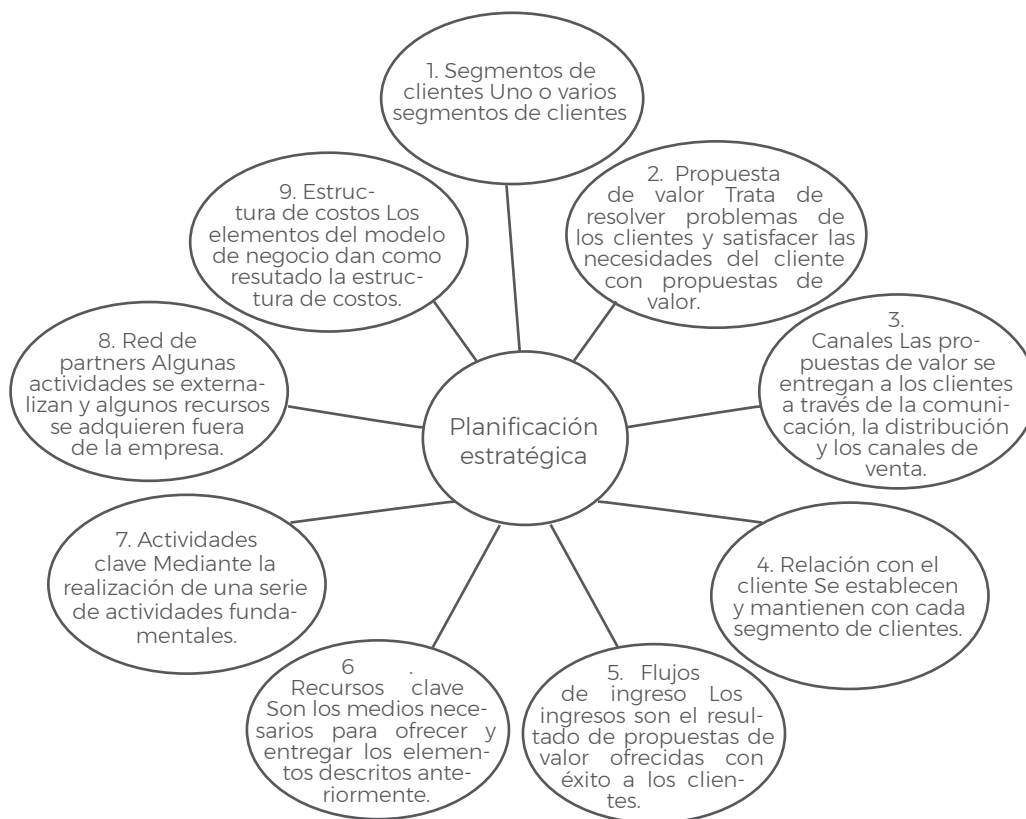 1. Segmentos de
clientes Uno o varios
segmentos de clientes
2. Propuesta
de valor Trata de
resolver problemas de
los clientes y satisfacer las
necesidades del cliente
con propuestas de
valor.
3.
Canales Las pro-
puestas de valor se
entregan a los clientes
a través de la comuni-
cación, la distribución
y los canales de
venta.
4. Relación con el
cliente Se establecen
y mantienen con cada
segmento de clientes.
5. Flujos
de ingreso Los
ingresos son el resul-
tado de propuestas de
valor ofrecidas con
éxito a los clien-
tes.
6 .
Recursos clave
Son los medios nece-
sarios para ofrecer y
entregar los elemen-
tos descritos ante-
riormente.
7. Actividades
clave Mediante la
realización de una serie
de actividades funda-
mentales.
8. Red de
partners Algunas
actividades se externa-
lizan y algunos recursos
se adquieren fuera
de la empresa.
9. Estruc-
tura de costos Los
elementos del modelo
de negocio dan como
resutado la estruc-
tura de costos.
Planificación
estratégica